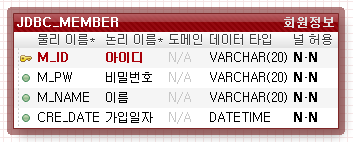 JDBC_MEMBER 회원정보
물리 이름* 논리 이름* 도메인 데이터 타입 널 허용
M_ID 아이디 N/A VARCHAR(20) N-N
M_PW 비밀번호 N/A VARCHAR(20) N-N
M_NAME 이름 N/A VARCHAR(20) N-N
CRE_DATE 가입일자 N/A DATETIME N-N